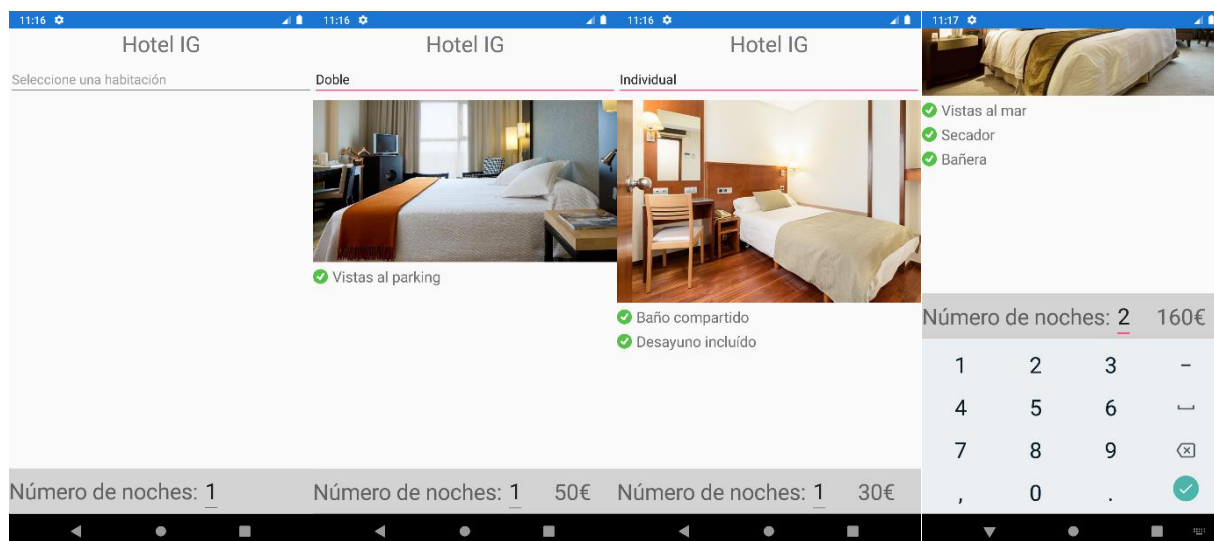 11:16
Hotel IG
Seleccione una habitación
Número de noches: 1
11:16
Hotel IG
Doble
Vistas al parking
Número de noches: 1 50€
11:16
Hotel IG
Individual
Baño compartido
Desayuno incluído
Número de noches: 1 30€
11:17
Vistas al mar
Secador
Bañera
Número de noches: 2 160€
1 2 3 –
4 5 6
7 8 9
, 0 .